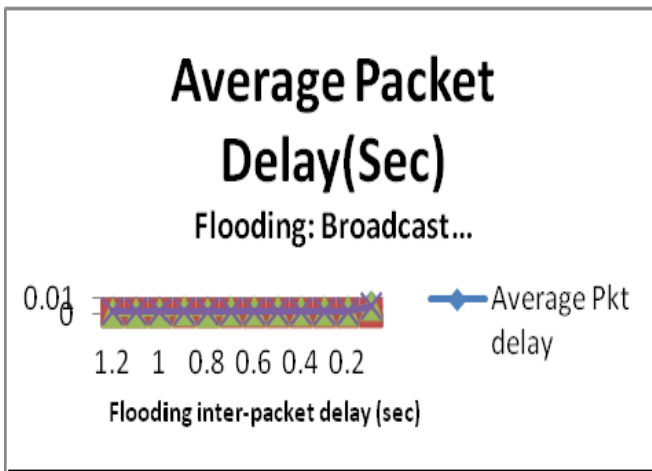 Average Packet
Delay(Sec)
Flooding: Broadcast...
0.01
0
Average Pkt
delay
1.2 1 0.8 0.6 0.4 0.2
Flooding inter-packet delay (sec)